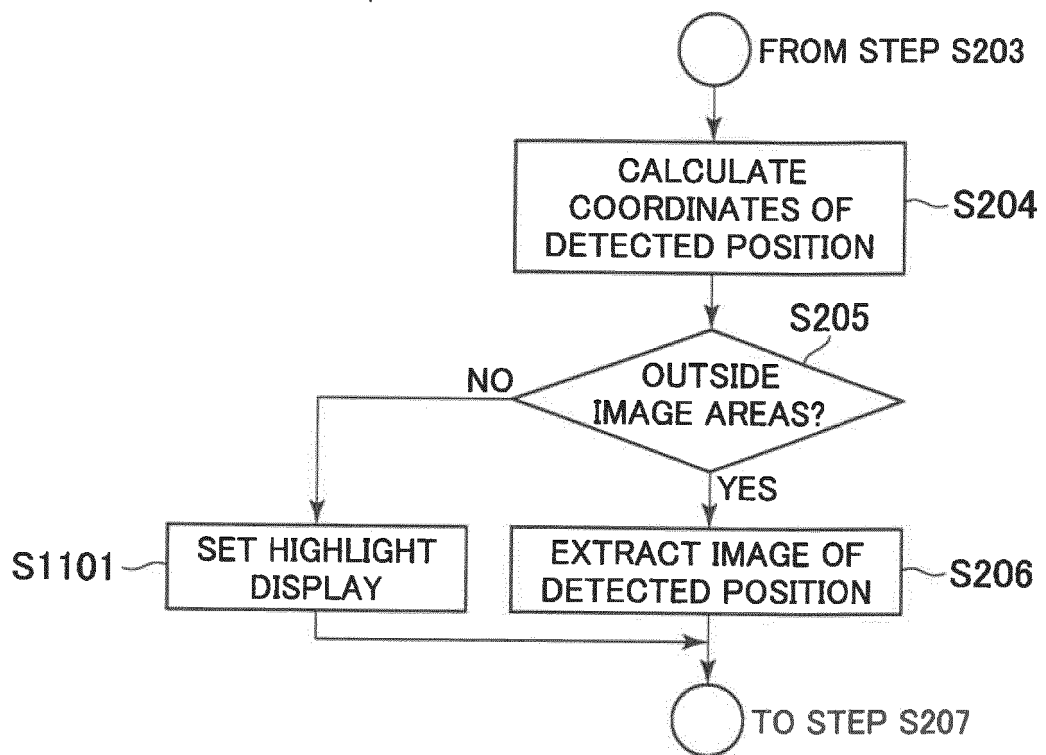 FROM STEP S203
CALCULATE
COORDINATES OF
DETECTED POSITION
S204
S205
OUTSIDE
IMAGE AREAS?
NO
YES
S1101
SET HIGHLIGHT
DISPLAY
EXTRACT IMAGE OF
DETECTED POSITION
S206
TO STEP S207